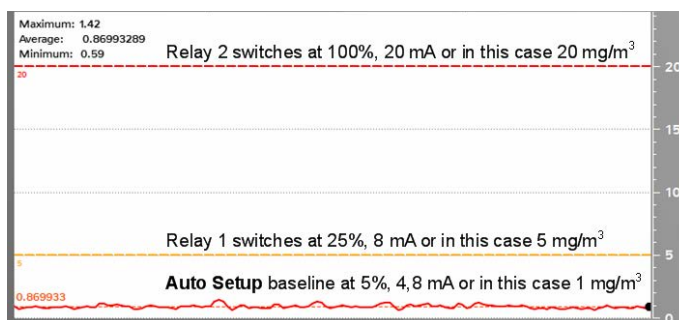 Maximum: 1.42
Average: 0.86993289
Minimum: 0.59
Relay 2 switches at 100%, 20 mA or in this case 20 mg/m³
20
20
15
10
Relay 1 switches at 25%, 8 mA or in this case 5 mg/m³
5
5
Auto Setup baseline at 5%, 4,8 mA or in this case 1 mg/m³
0.869933
0